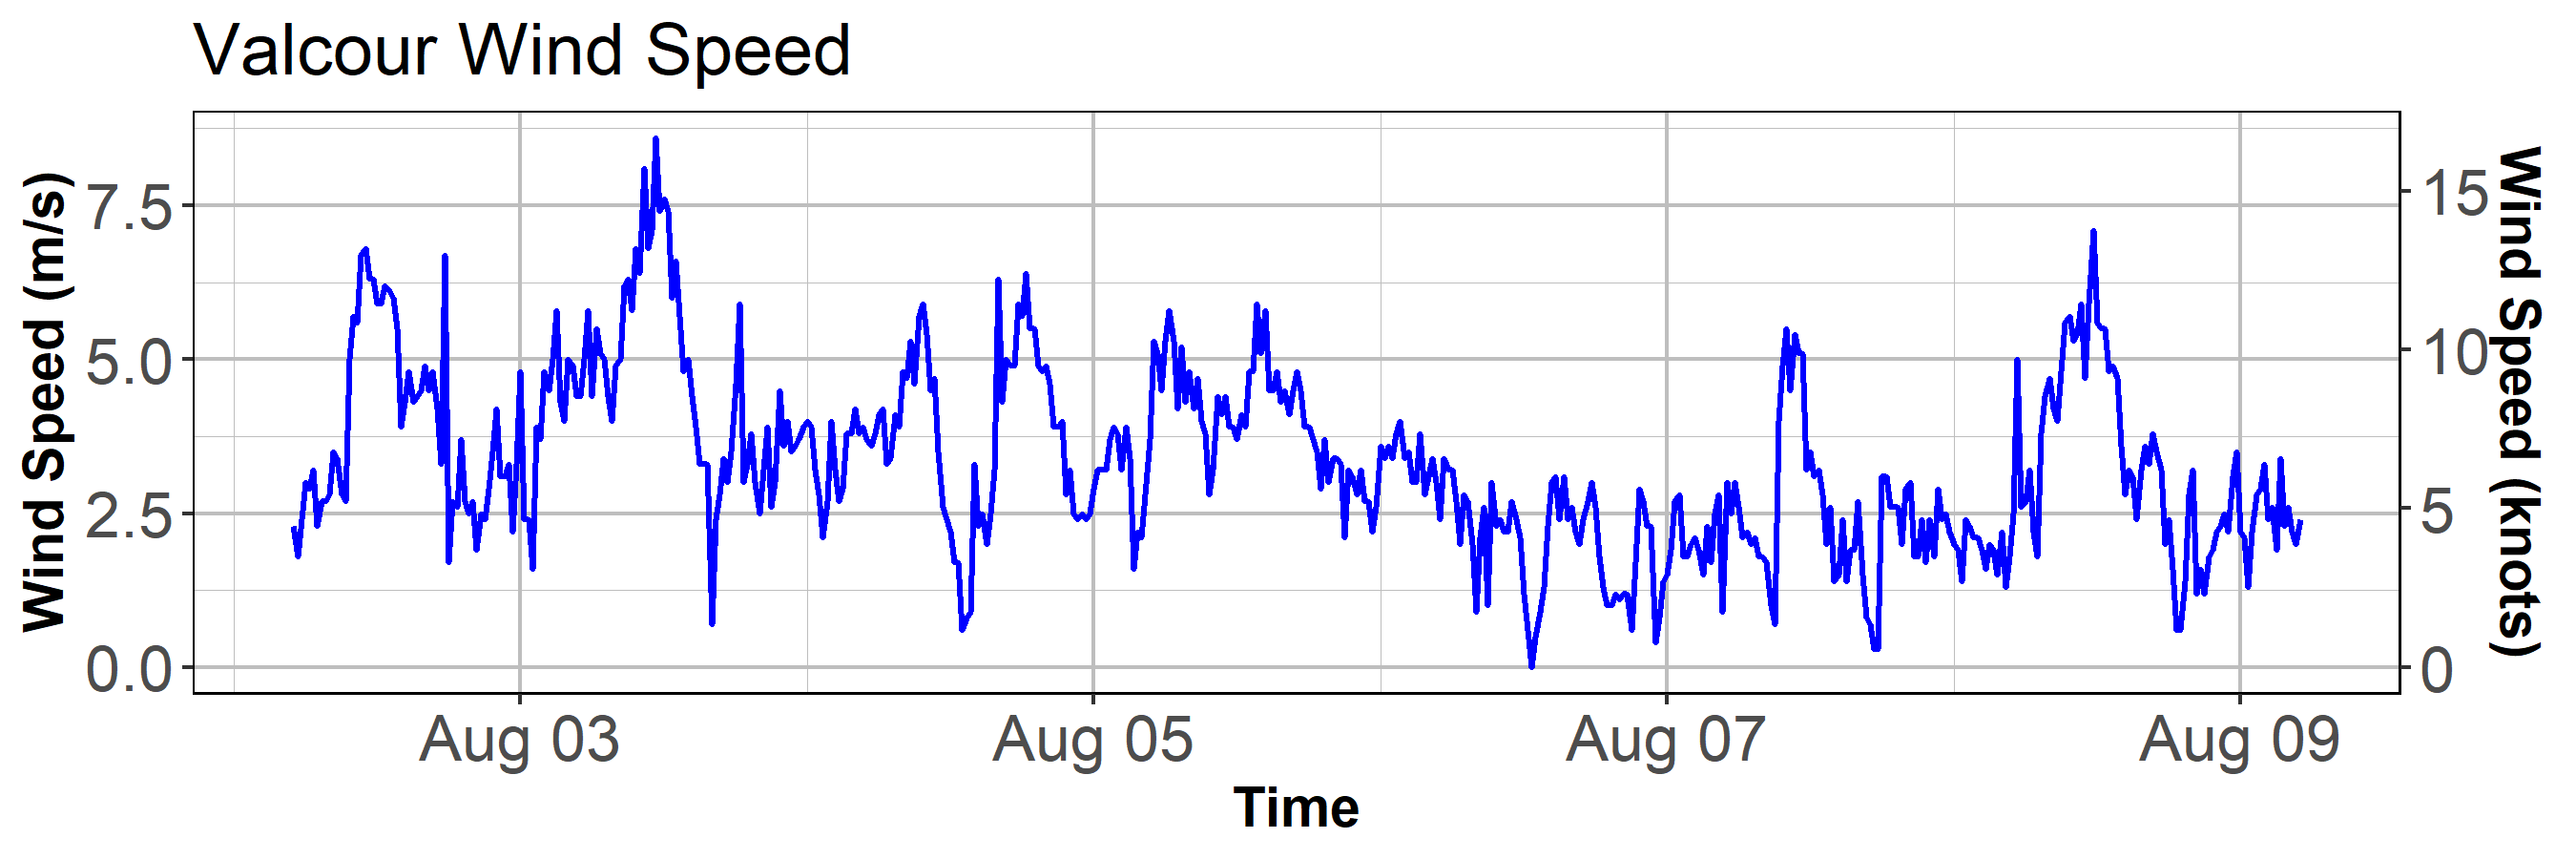 Valcour Wind Speed
Wind Speed (m/s)
7.5
5.0
2.5
0.0
15
10
5
0
Wind Speed (knots)
Aug 03
Aug 05
Aug 07
Aug 09
Time